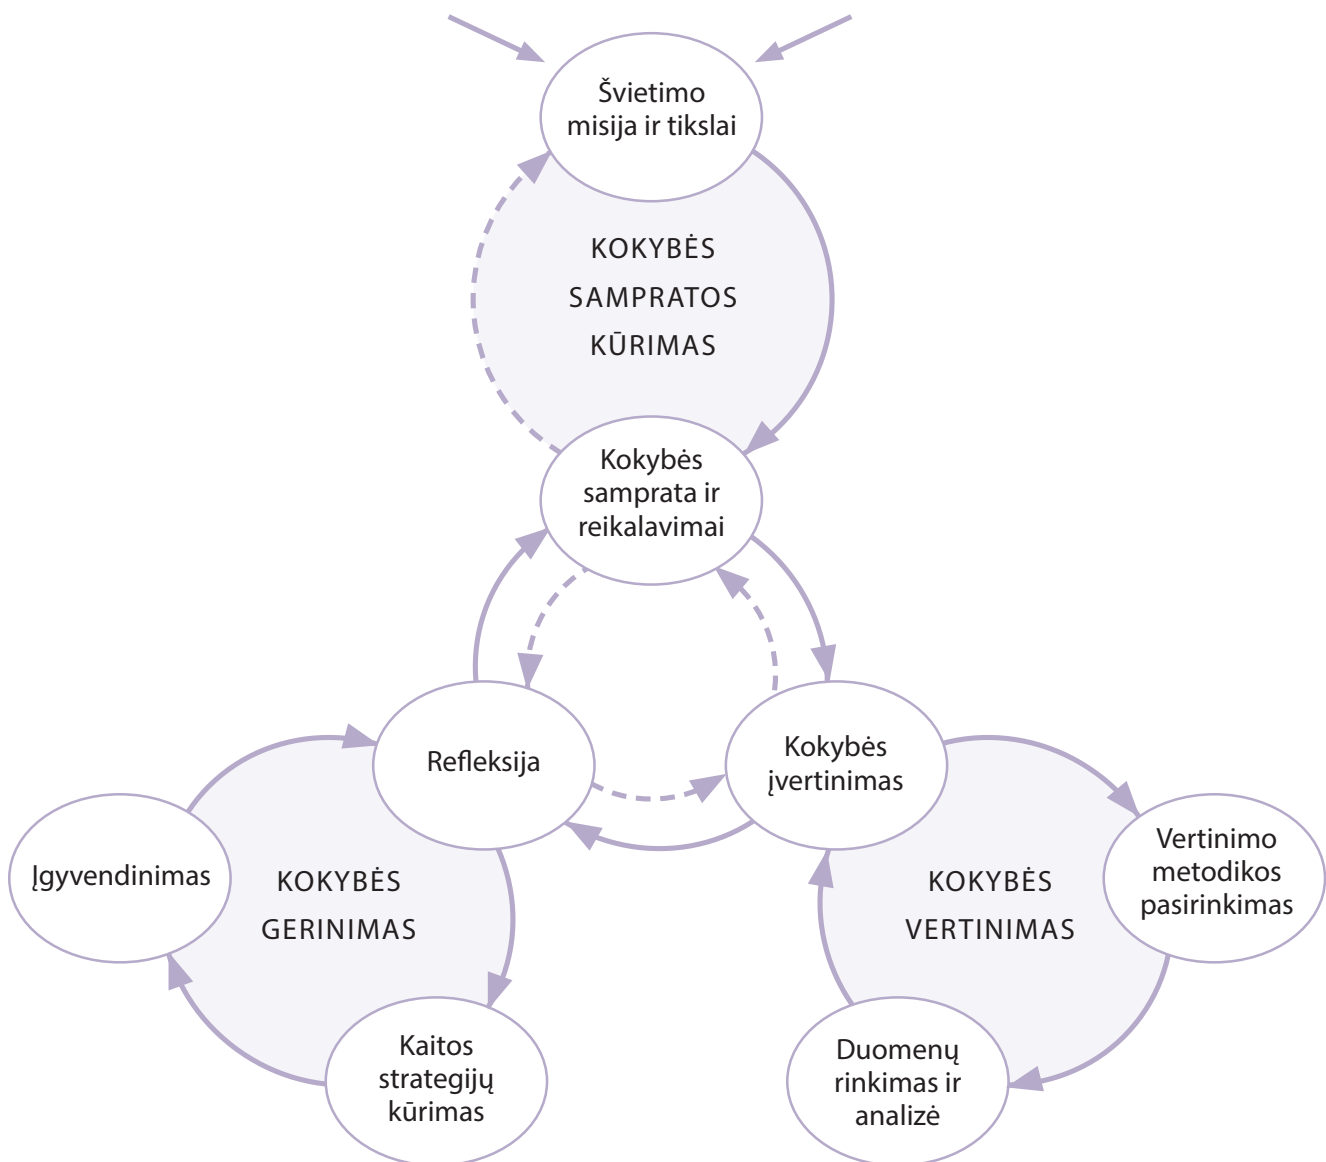 Švietimo
misija ir tikslai
KOKYBĖS
SAMPRATOS
KŪRIMAS
Kokybės
samprata ir
reikalavimai
Refleksija
Kokybės
įvertinimas
Įgyvendinimas
KOKYBĖS
GERINIMAS
KOKYBĖS
VERTINIMAS
Vertinimo
metodikos
pasirinkimas
Kaitos
strategijų
kūrimas
Duomenų
rinkimas ir
analizė